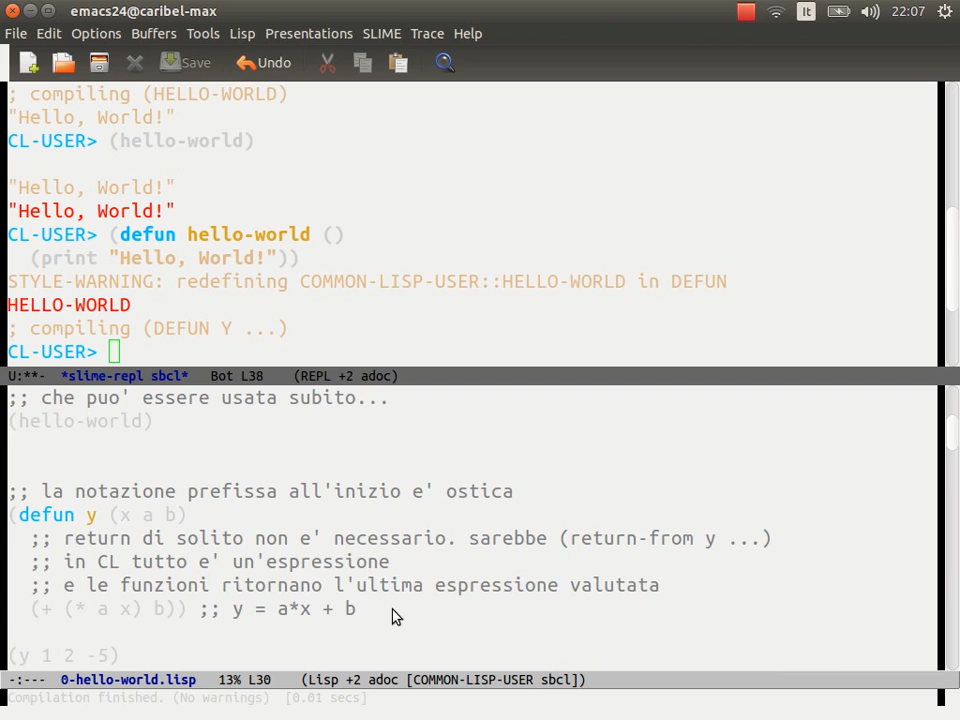 emacs24@caribel-max
It
22:07
File Edit Options Buffers Tools Lisp Presentations SLIME Trace Help
Save Undo
; compiling (HELLO-WORLD)
"Hello, World!"
CL-USER> (hello-world)
"Hello, World!"
"Hello, World!"
CL-USER> (defun hello-world ()
(print "Hello, World!"))
STYLE-WARNING: redefining COMMON-LISP-USER::HELLO-WORLD in DEFUN
HELLO-WORLD
; compiling (DEFUN Y ...)
CL-USER>
U:**- *slime-repl sbcl* Bot L38 (REPL +2 adoc)
;; che puo' essere usata subito...
(hello-world)
;; la notazione prefissa all'inizio e' ostica
(defun y (x a b)
;; return di solito non e' necessario. sarebbe (return-from y ...)
;; in CL tutto e' un'espressione
;; e le funzioni ritornano l'ultima espressione valutata
(+ (* a x) b)) ;; y = a*x + b
(y 1 2 -5)
-:--- 0-hello-world.lisp 13% L30 (Lisp +2 adoc [COMMON-LISP-USER sbcl])
Compilation finished. (No warnings) [0.01 secs]